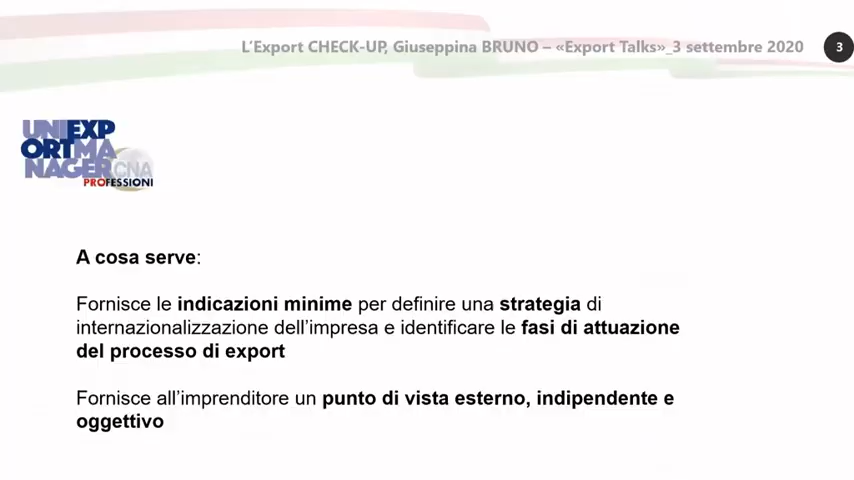 L'Export CHECK-UP, Giuseppina BRUNO – «Export Talks»_3 settembre 2020
3
UNIEXP
ORTMA
NAGER CNA
PROFESSIONI
A cosa serve:
Fornisce le indicazioni minime per definire una strategia di
internazionalizzazione dell'impresa e identificare le fasi di attuazione
del processo di export
Fornisce all'imprenditore un punto di vista esterno, indipendente e
oggettivo